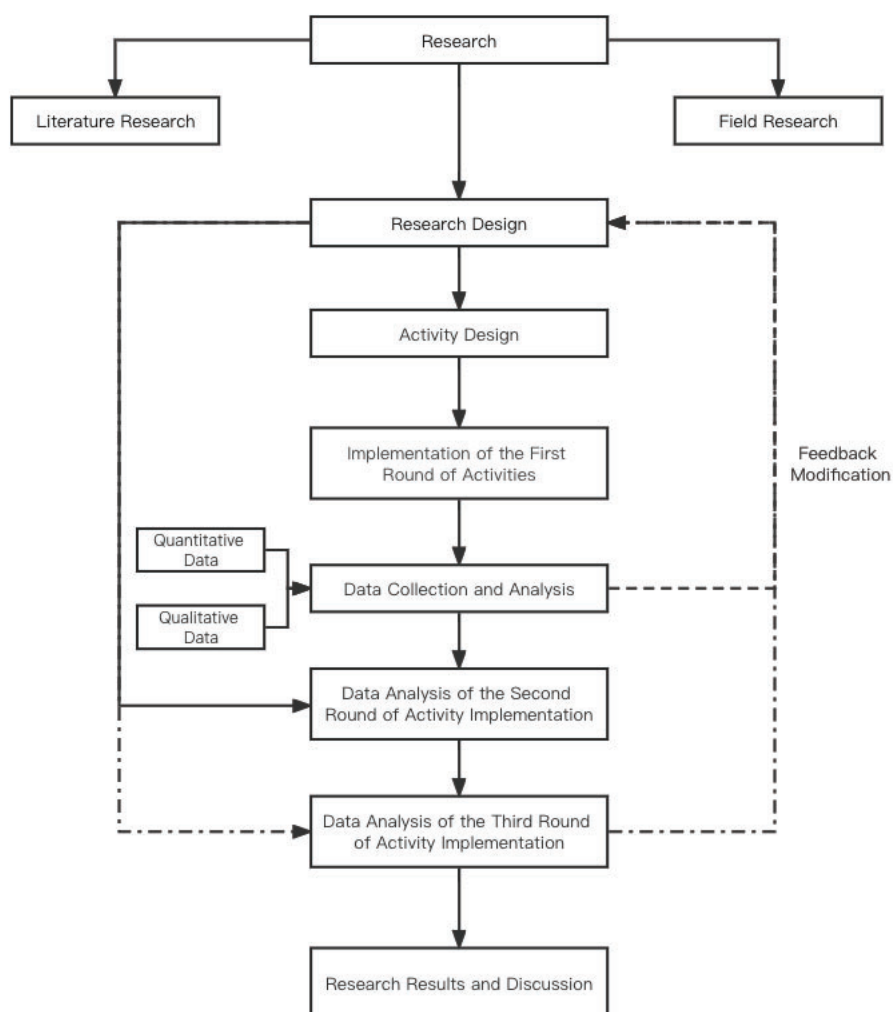 Research
Literature Research
Field Research
Research Design
Activity Design
Implementation of the First
Round of Activities
Feedback
Modification
Quantitative
Data
Data Collection and Analysis
Qualitative
Data
Data Analysis of the Second
Round of Activity Implementation
Data Analysis of the Third Round
of Activity Implementation
Research Results and Discussion